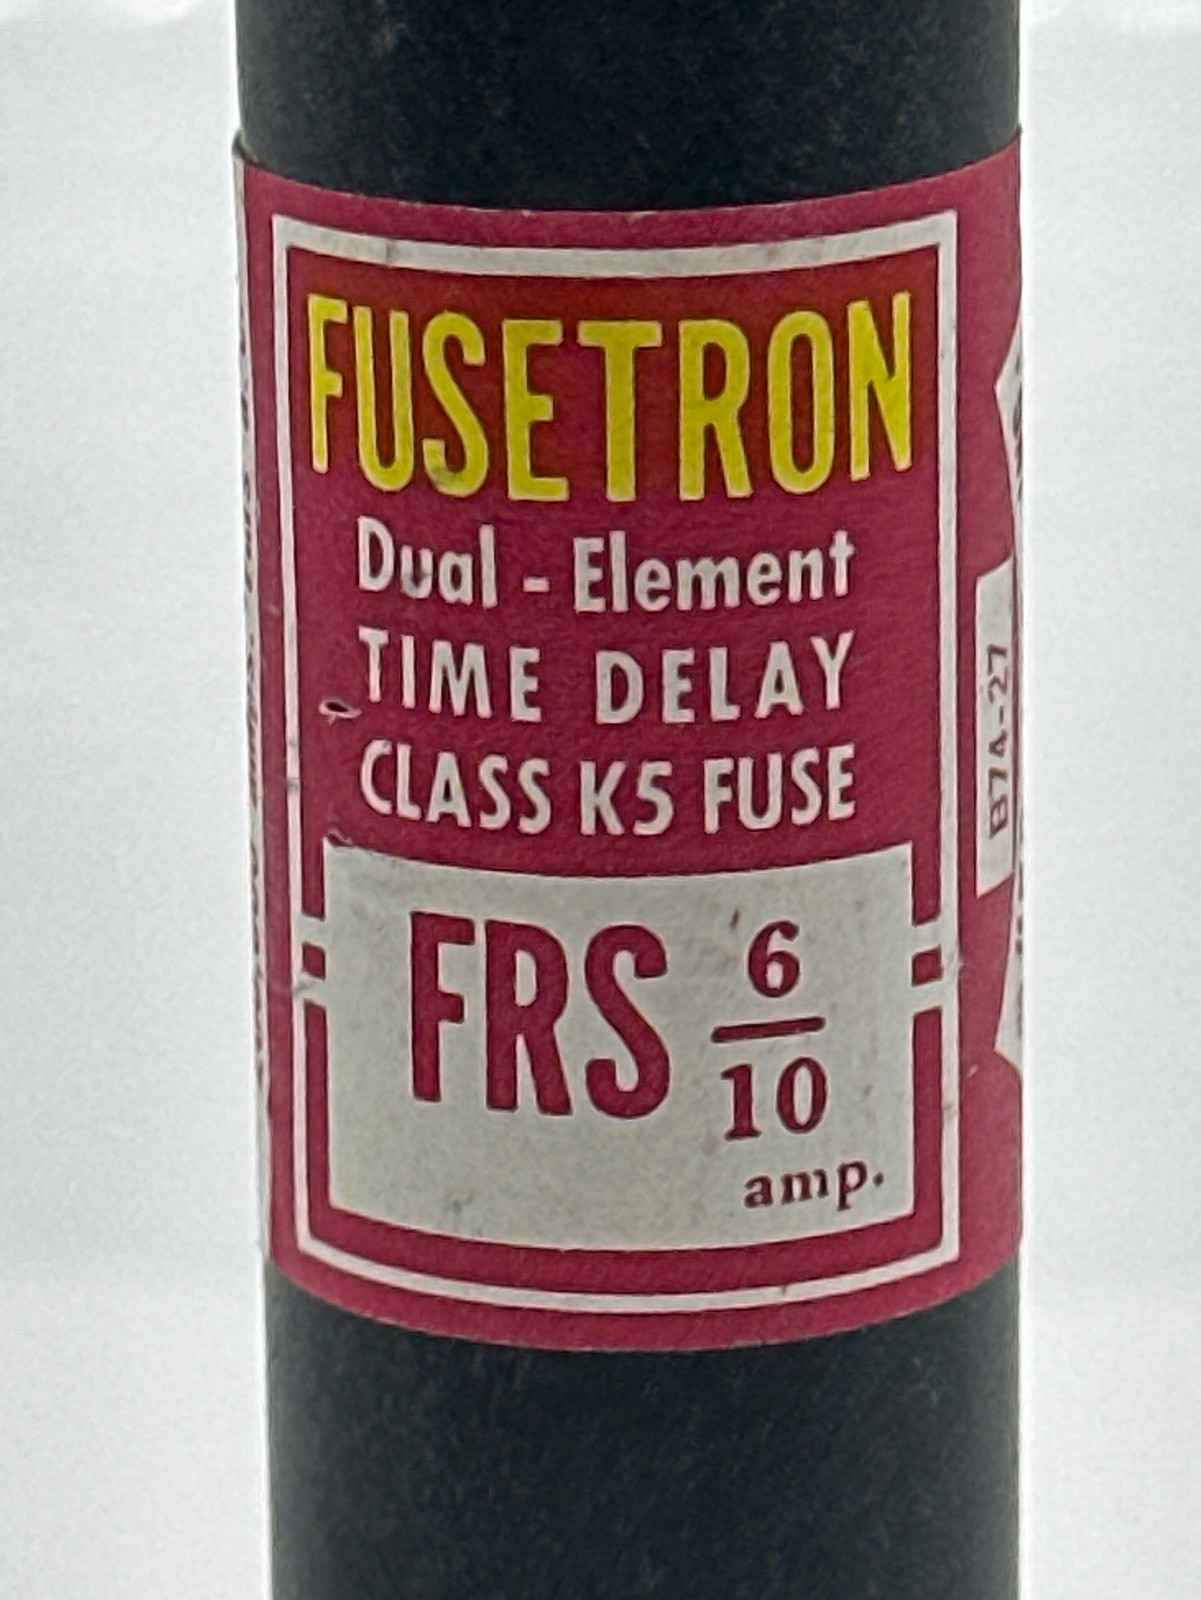 FUSETRON
Dual - Element
TIME DELAY
CLASS K5 FUSE
FRS 6/10
amp.
B74-27